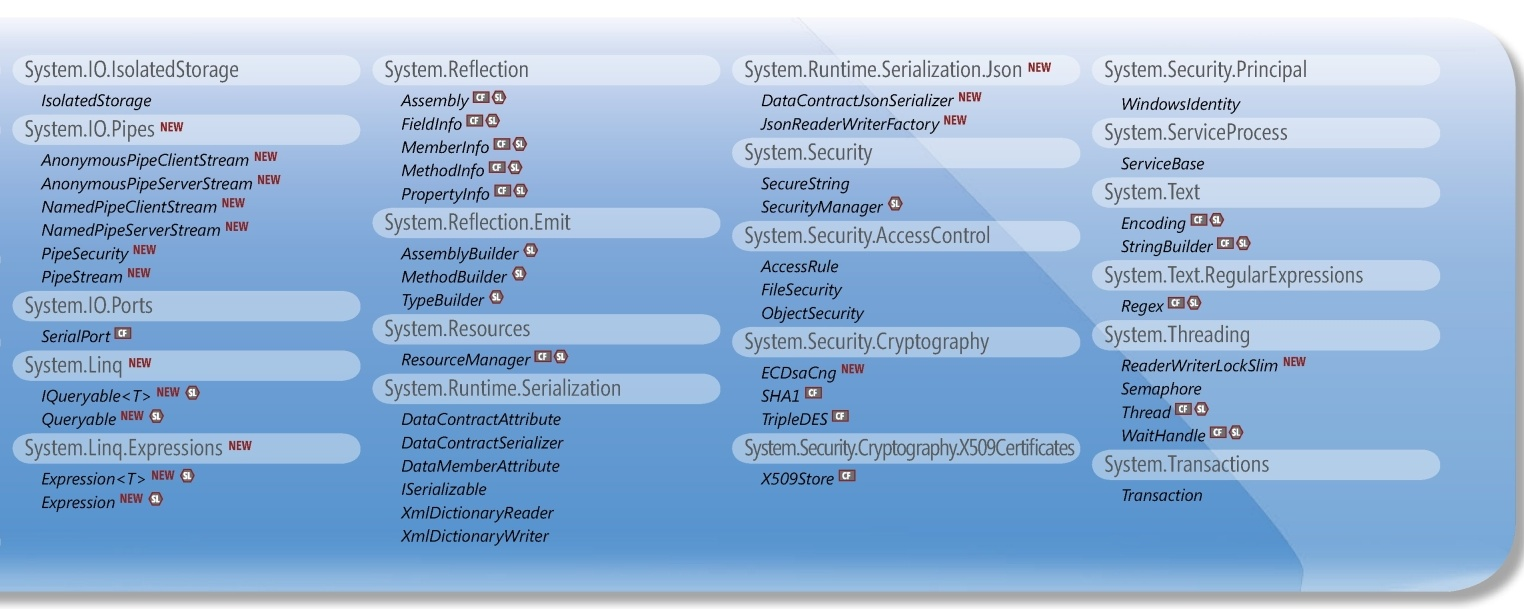 System.IO.IsolatedStorage
IsolatedStorage
System.IO.Pipes NEW
AnonymousPipeClientStream NEW
AnonymousPipeServerStream NEW
NamedPipeClientStream NEW
NamedPipeServerStream NEW
PipeSecurity NEW
PipeStream NEW
System.IO.Ports
SerialPort CF
System.Linq NEW
IQueryable<T> NEW SL
Queryable NEW SL
System.Linq.Expressions NEW
Expression<T> NEW SL
Expression NEW SL
System.Reflection
Assembly CF SL
FieldInfo CF SL
MemberInfo CF SL
MethodInfo CF SL
PropertyInfo CF SL
System.Reflection.Emit
AssemblyBuilder SL
MethodBuilder SL
TypeBuilder SL
System.Resources
ResourceManager CF SL
System.Runtime.Serialization
DataContractAttribute
DataContractSerializer
DataMemberAttribute
ISerializable
XmlDictionaryReader
XmlDictionaryWriter
System.Runtime.Serialization.Json NEW
DataContractJsonSerializer NEW
JsonReaderWriterFactory NEW
System.Security
SecureString
SecurityManager SL
System.Security.AccessControl
AccessRule
FileSecurity
ObjectSecurity
System.Security.Cryptography
ECDsaCng NEW
SHA1 CF
TripleDES CF
System.Security.Cryptography.X509Certificates
X509Store CF
System.Security.Principal
WindowsIdentity
System.ServiceProcess
ServiceBase
System.Text
Encoding CF SL
StringBuilder CF SL
System.Text.RegularExpressions
Regex CF SL
System.Threading
ReaderWriterLockSlim NEW
Semaphore
Thread CF SL
WaitHandle CF SL
System.Transactions
Transaction